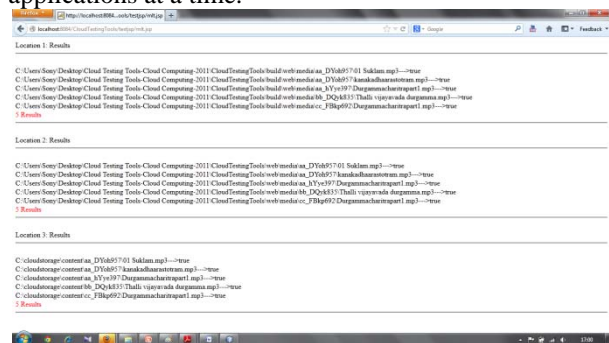 applications at a time.
http://localhost:8084...ools/testjsp/mlt.jsp
localhost:8084/CloudTestingTools/testjsp/mlt.jsp
Google
Feedback
Location 1: Results
C:\Users\Sony\Desktop\Cloud Testing Tools-Cloud Computing-2011\CloudTestingTools\build\web\media\aa_DYoh957\01 Suklam.mp3--->true
C:\Users\Sony\Desktop\Cloud Testing Tools-Cloud Computing-2011\CloudTestingTools\build\web\media\aa_DYoh957\kanakadhaarastotram.mp3--->true
C:\Users\Sony\Desktop\Cloud Testing Tools-Cloud Computing-2011\CloudTestingTools\build\web\media\aa_hYye397\Durgammacharitrapart1.mp3--->true
C:\Users\Sony\Desktop\Cloud Testing Tools-Cloud Computing-2011\CloudTestingTools\build\web\media\bb_DQyk835\Thalli vijayavada durgamma.mp3--->true
C:\Users\Sony\Desktop\Cloud Testing Tools-Cloud Computing-2011\CloudTestingTools\build\web\media\cc_FBkp692\Durgammacharitrapart1.mp3--->true
5 Results
Location 2: Results
C:\Users\Sony\Desktop\Cloud Testing Tools-Cloud Computing-2011\CloudTestingTools\web\media\aa_DYoh957\01 Suklam.mp3--->true
C:\Users\Sony\Desktop\Cloud Testing Tools-Cloud Computing-2011\CloudTestingTools\web\media\aa_DYoh957\kanakadhaarastotram.mp3--->true
C:\Users\Sony\Desktop\Cloud Testing Tools-Cloud Computing-2011\CloudTestingTools\web\media\aa_hYye397\Durgammacharitrapart1.mp3--->true
C:\Users\Sony\Desktop\Cloud Testing Tools-Cloud Computing-2011\CloudTestingTools\web\media\bb_DQyk835\Thalli vijayavada durgamma.mp3--->true
C:\Users\Sony\Desktop\Cloud Testing Tools-Cloud Computing-2011\CloudTestingTools\web\media\cc_FBkp692\Durgammacharitrapart1.mp3--->true
5 Results
Location 3: Results
C:\cloudstorage\content\aa_DYoh957\01 Suklam.mp3--->true
C:\cloudstorage\content\aa_DYoh957\kanakadhaarastotram.mp3--->true
C:\cloudstorage\content\aa_hYye397\Durgammacharitrapart1.mp3--->true
C:\cloudstorage\content\bb_DQyk835\Thalli vijayavada durgamma.mp3--->true
C:\cloudstorage\content\cc_FBkp692\Durgammacharitrapart1.mp3--->true
5 Results
17:00